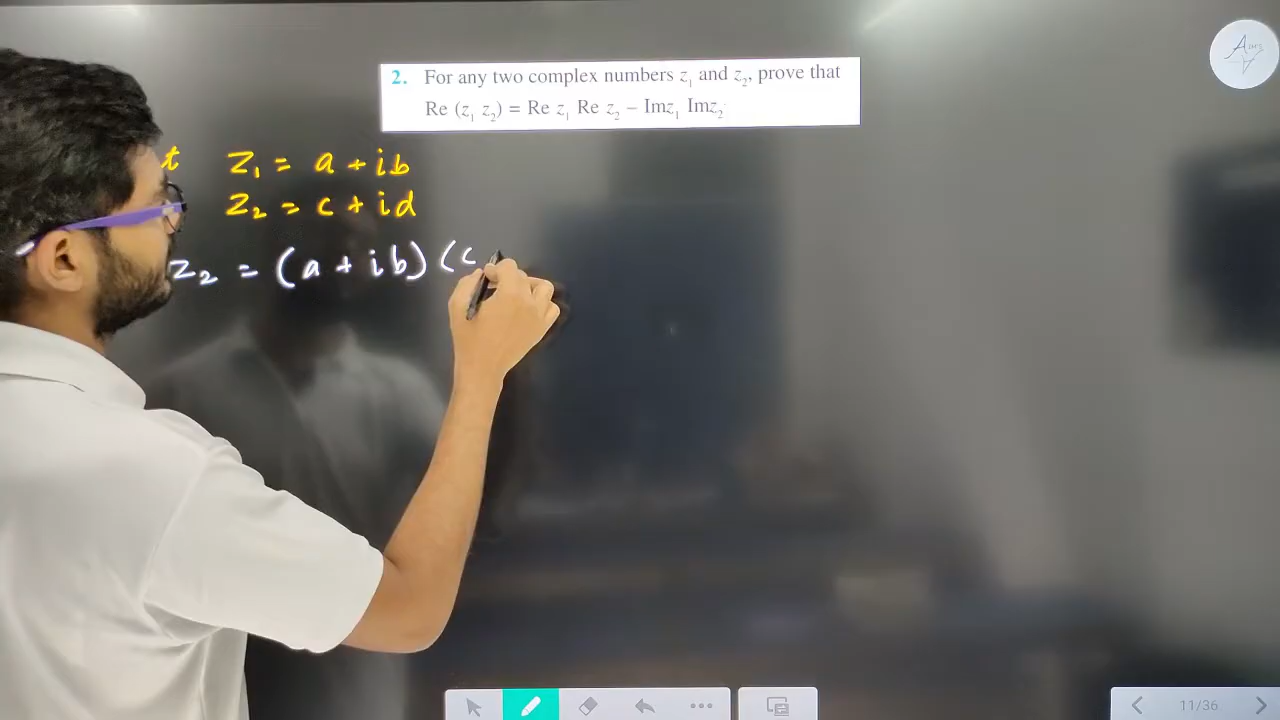 2. For any two complex numbers z₁ and z₂, prove that
Re (z₁ z₂) = Re z₁ Re z₂ – Imz₁ Imz₂
t z₁ = a + ib
z₂ = c + id
z₂ = (a + ib) (c
11/36